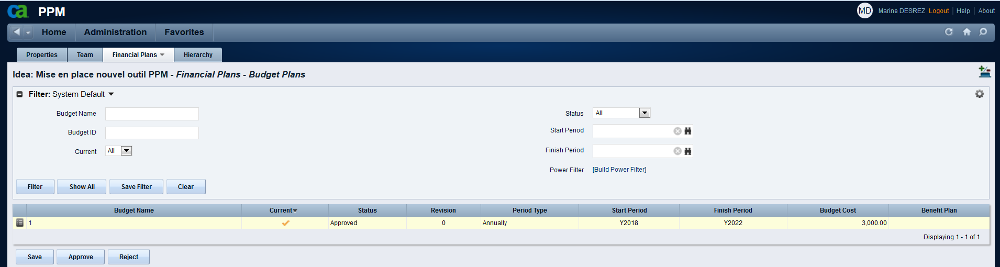 ca PPM
MD Marine DESREZ Logout Help About
Home Administration Favorites
Properties Team Financial Plans Hierarchy
Idea: Mise en place nouvel outil PPM - Financial Plans - Budget Plans
Filter: System Default
Budget Name Status All
Budget ID Start Period
Current All Finish Period
Power Filter [Build Power Filter]
Filter Show All Save Filter Clear
Budget Name Current Status Revision Period Type Start Period Finish Period Budget Cost Benefit Plan
1 Approved 0 Annually Y2018 Y2022 3,000.00
Displaying 1 - 1 of 1
Save Approve Reject